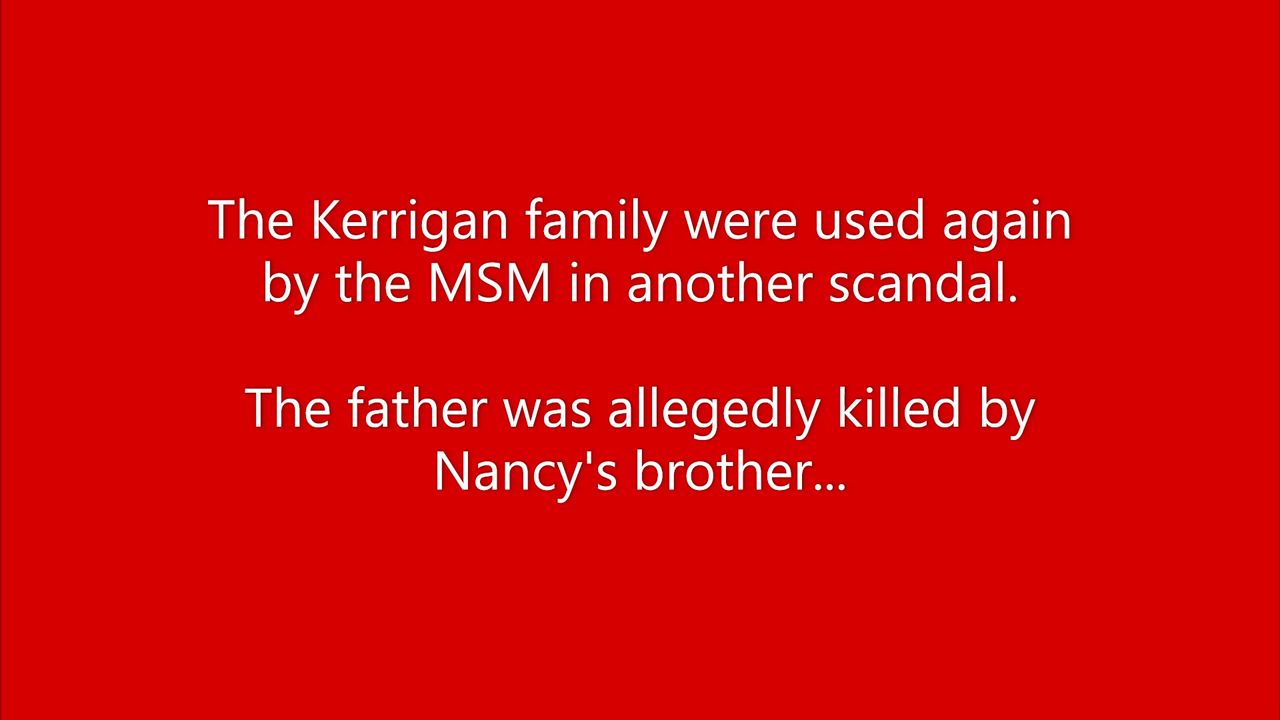 The Kerrigan family were used again
by the MSM in another scandal.
The father was allegedly killed by
Nancy's brother...